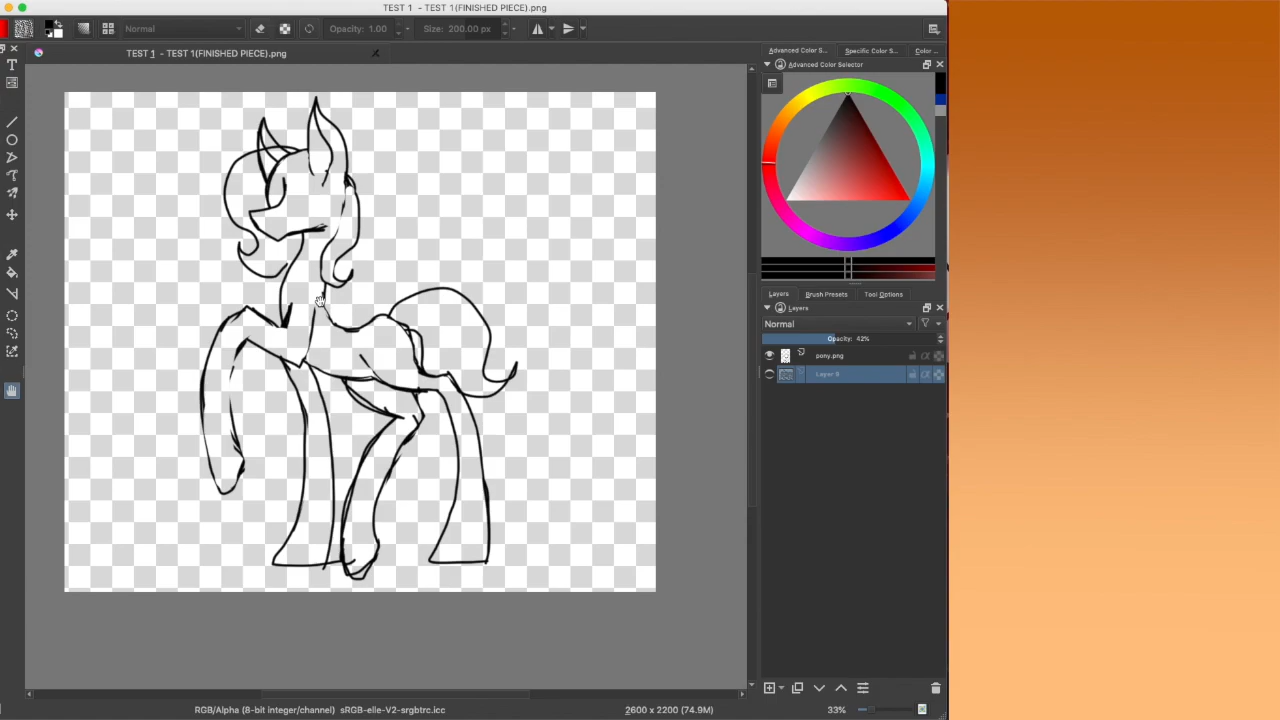 TEST 1 - TEST 1(FINISHED PIECE).png
Normal
Opacity: 1.00
Size: 200.00 px
TEST 1 - TEST 1(FINISHED PIECE).png
Advanced Color S...
Specific Color S...
Color ...
Advanced Color Selector
Layers
Brush Presets
Tool Options
Layers
Normal
Opacity: 42%
pony.png
RGB/Alpha (8-bit integer/channel) sRGB-elle-V2-srgbtrc.icc
2600 x 2200 (74.9M)
33%